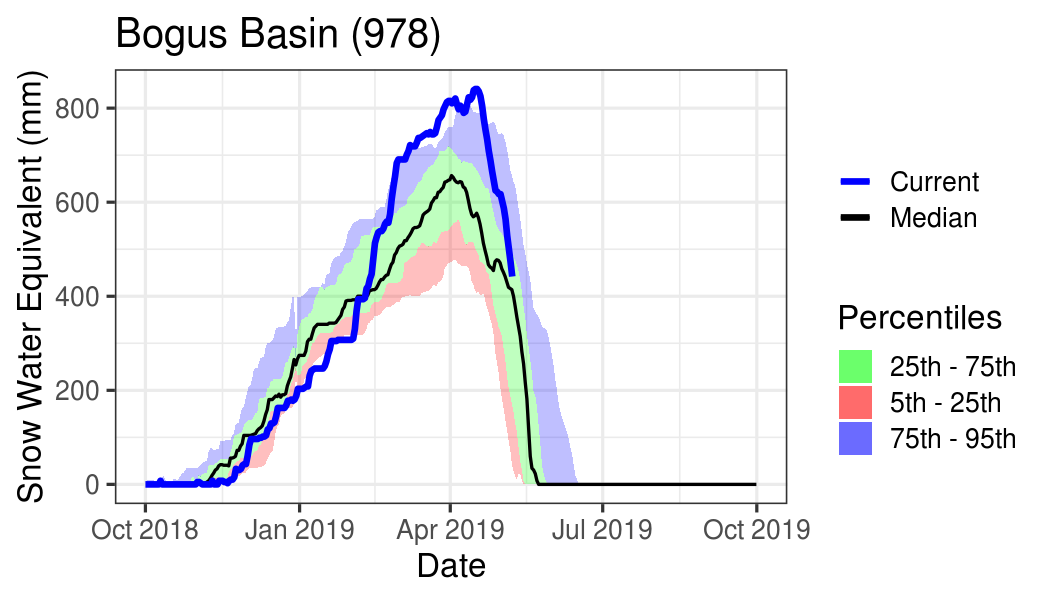 Bogus Basin (978)
Snow Water Equivalent (mm)
800
600
400
200
0
Oct 2018
Jan 2019
Apr 2019
Jul 2019
Oct 2019
Date
Current
Median
Percentiles
25th - 75th
5th - 25th
75th - 95th